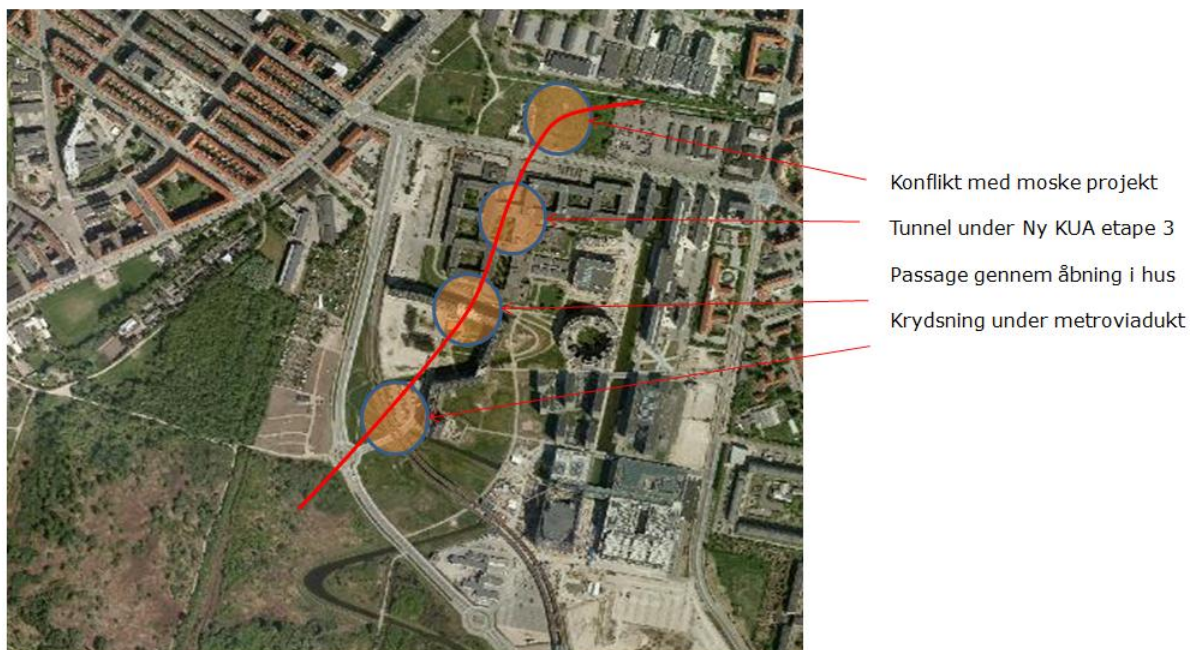 Konflikt med moske projekt
Tunnel under Ny KUA etape 3
Passage gennem åbning i hus
Krydsning under metroviadukt